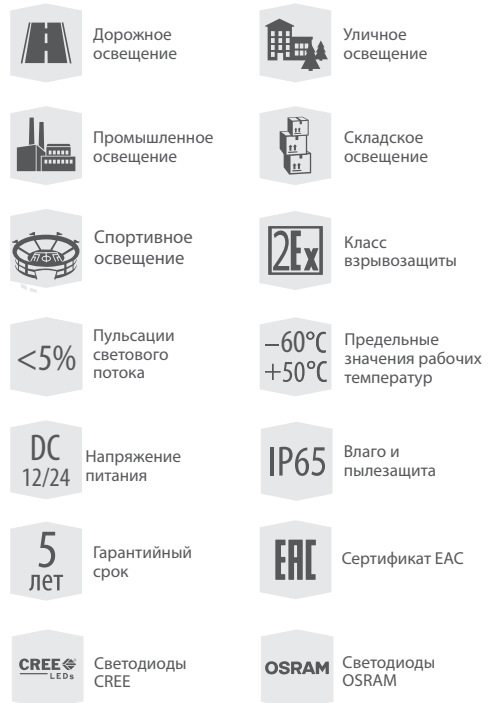 Дорожное
освещение
Уличное
освещение
Промышленное
освещение
Складское
освещение
Спортивное
освещение
2Ex
Класс
взрывозащиты
<5%
Пульсации
светового
потока
–60°C
+50°C
Предельные
значения рабочих
температур
DC
12/24
Напряжение
питания
IP65
Влаго и
пылезащита
5
лет
Гарантийный
срок
EAC
Сертификат ЕАС
CREE
LEDs
Светодиоды
CREE
OSRAM
Светодиоды
OSRAM